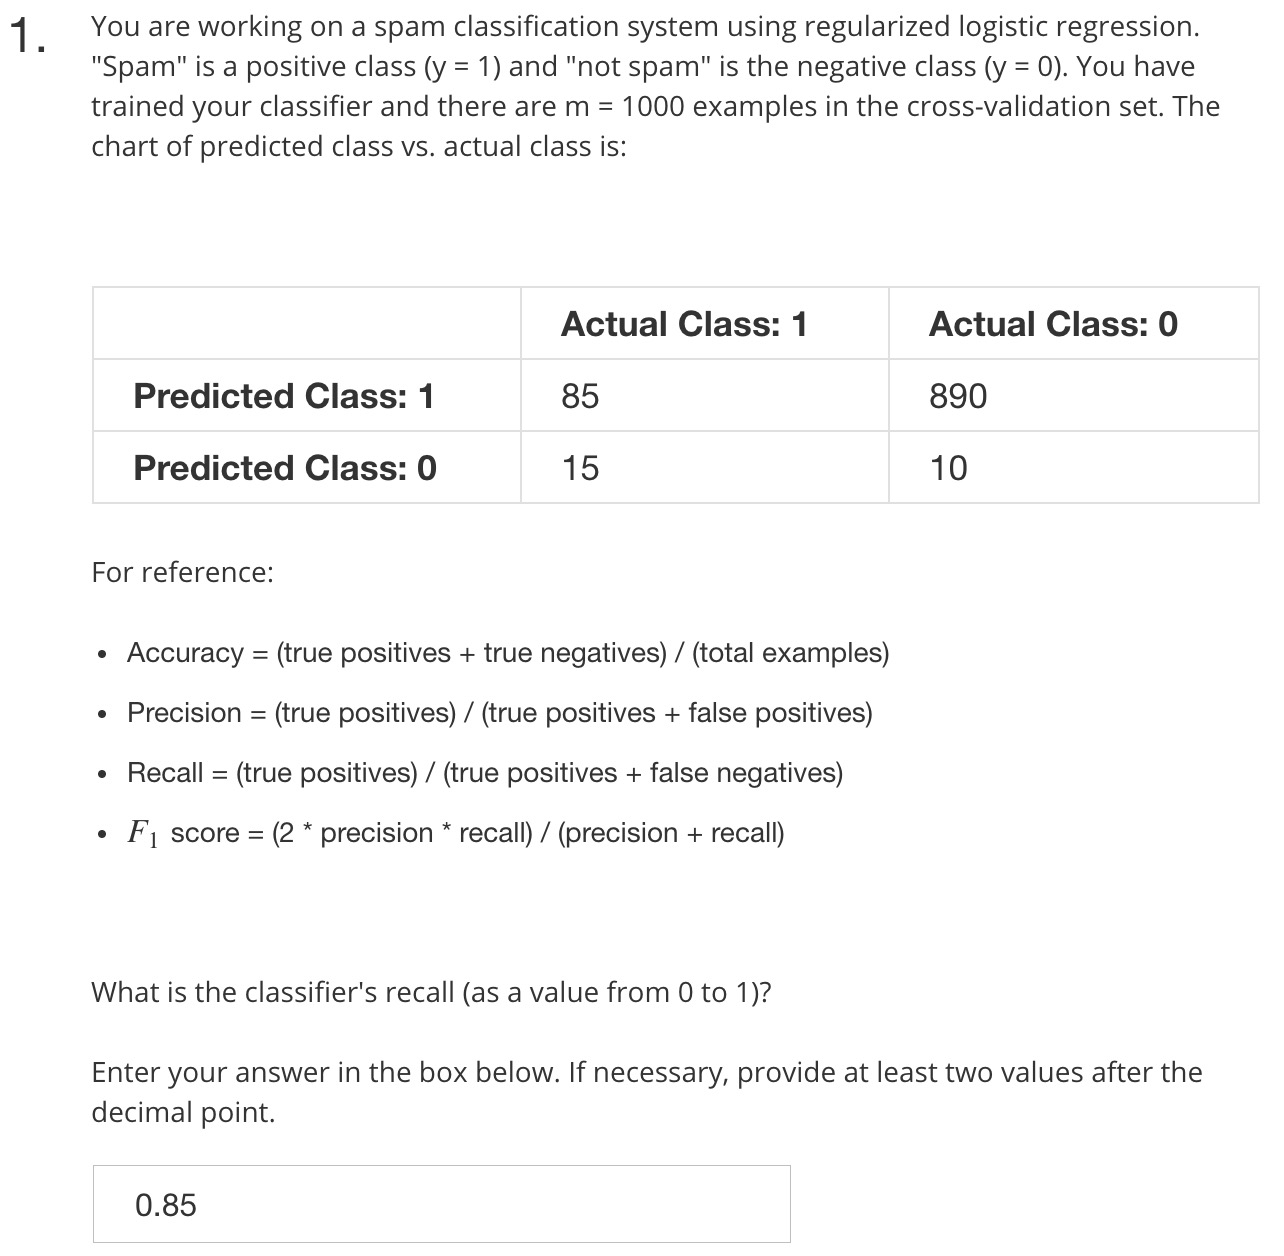 1.
You are working on a spam classification system using regularized logistic regression.
"Spam" is a positive class (y = 1) and "not spam" is the negative class (y = 0). You have
trained your classifier and there are m = 1000 examples in the cross-validation set. The
chart of predicted class vs. actual class is:
Actual Class: 1 Actual Class: 0
Predicted Class: 1 85 890
Predicted Class: 0 15 10
For reference:
• Accuracy = (true positives + true negatives) / (total examples)
• Precision = (true positives) / (true positives + false positives)
• Recall = (true positives) / (true positives + false negatives)
• F₁ score = (2 * precision * recall) / (precision + recall)
What is the classifier's recall (as a value from 0 to 1)?
Enter your answer in the box below. If necessary, provide at least two values after the
decimal point.
0.85